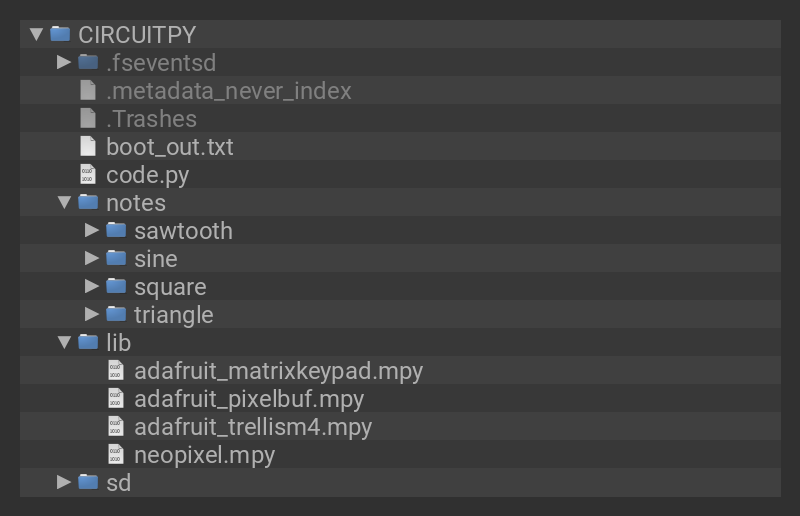 CIRCUITPY
.fseventsd
.metadata_never_index
.Trashes
boot_out.txt
code.py
notes
sawtooth
sine
square
triangle
lib
adafruit_matrixkeypad.mpy
adafruit_pixelbuf.mpy
adafruit_trellism4.mpy
neopixel.mpy
sd